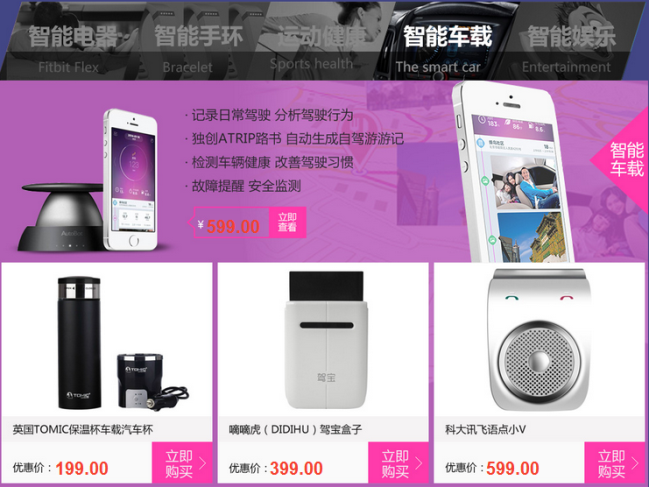 智能电器
智能手环
运动健康
智能车载
智能娱乐
Fitbit Flex
Bracelet
Sports health
The smart car
Entertainment
· 记录日常驾驶 分析驾驶行为
· 独创ATRIP路书 自动生成自驾游游记
· 检测车辆健康 改善驾驶习惯
· 故障提醒 安全监测
¥599.00
立即
查看
智能
车载
TOMIC
TOMIC
驾宝
英国TOMIC保温杯车载汽车杯
嘀嘀虎（DIDIHU）驾宝盒子
科大讯飞语点小V
优惠价：199.00
立即
购买
优惠价：399.00
立即
购买
优惠价：599.00
立即
购买